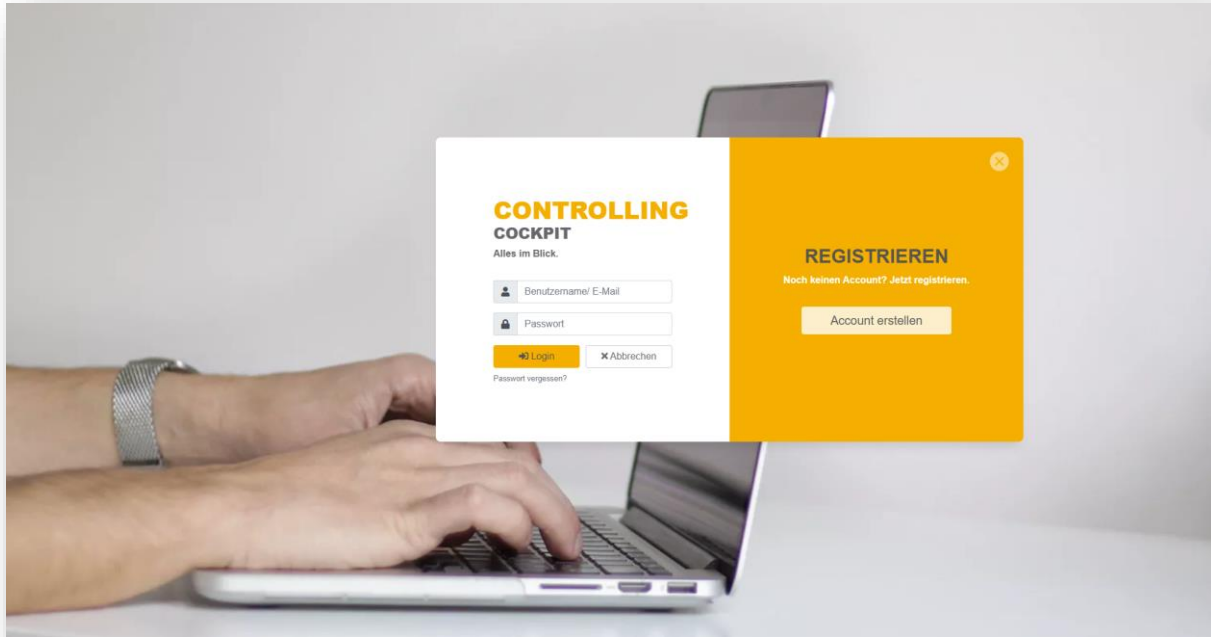 CONTROLLING
COCKPIT
Alles im Blick.
Benutzername/ E-Mail
Passwort
Login
Abbrechen
Passwort vergessen?
REGISTRIEREN
Noch keinen Account? Jetzt registrieren.
Account erstellen